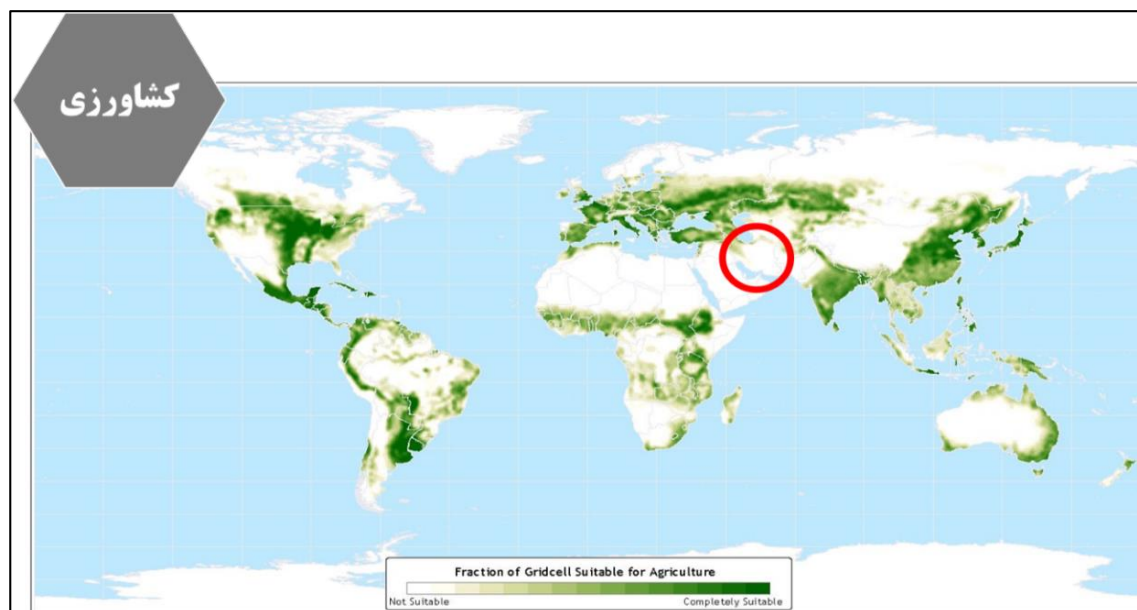 کشاورزی
Fraction of Gridcell Suitable for Agriculture
Not Suitable
Completely Suitable